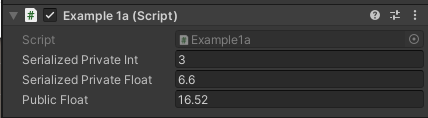 Example 1a (Script)
Script Example1a
Serialized Private Int 3
Serialized Private Float 6.6
Public Float 16.52